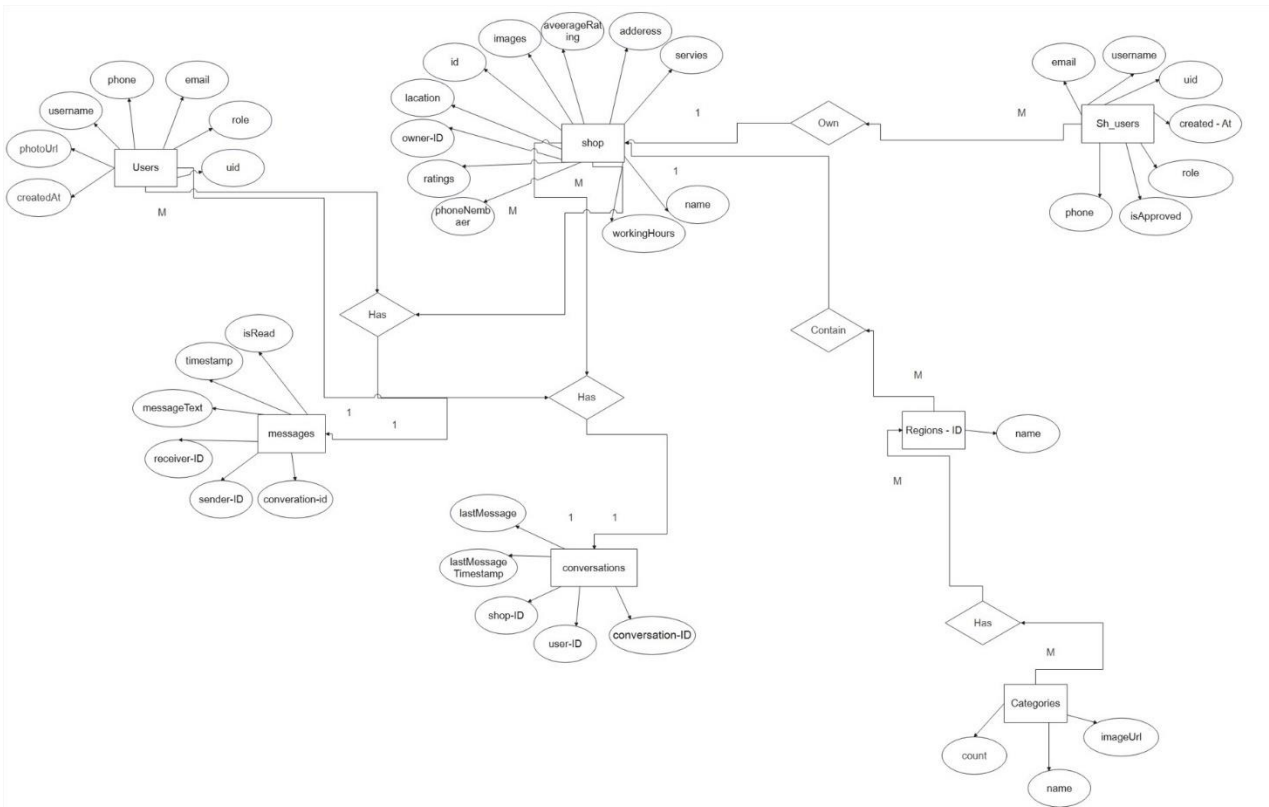 aveerageRat
ing
adderess
images
servies
id
lacation
owner-ID
shop
ratings
phoneNembaer
name
workingHours
phone
email
username
role
photoUrl
Users
uid
createdAt
M
M
M
1
1
Own
M
email
username
uid
Sh_users
created - At
role
phone
isApproved
Has
Contain
isRead
timestamp
messageText
messages
receiver-ID
sender-ID
converation-id
1
1
Has
M
Regions - ID
name
M
lastMessage
1
1
lastMessage
Timestamp
conversations
shop-ID
user-ID
conversation-ID
Has
M
Categories
count
imageUrl
name